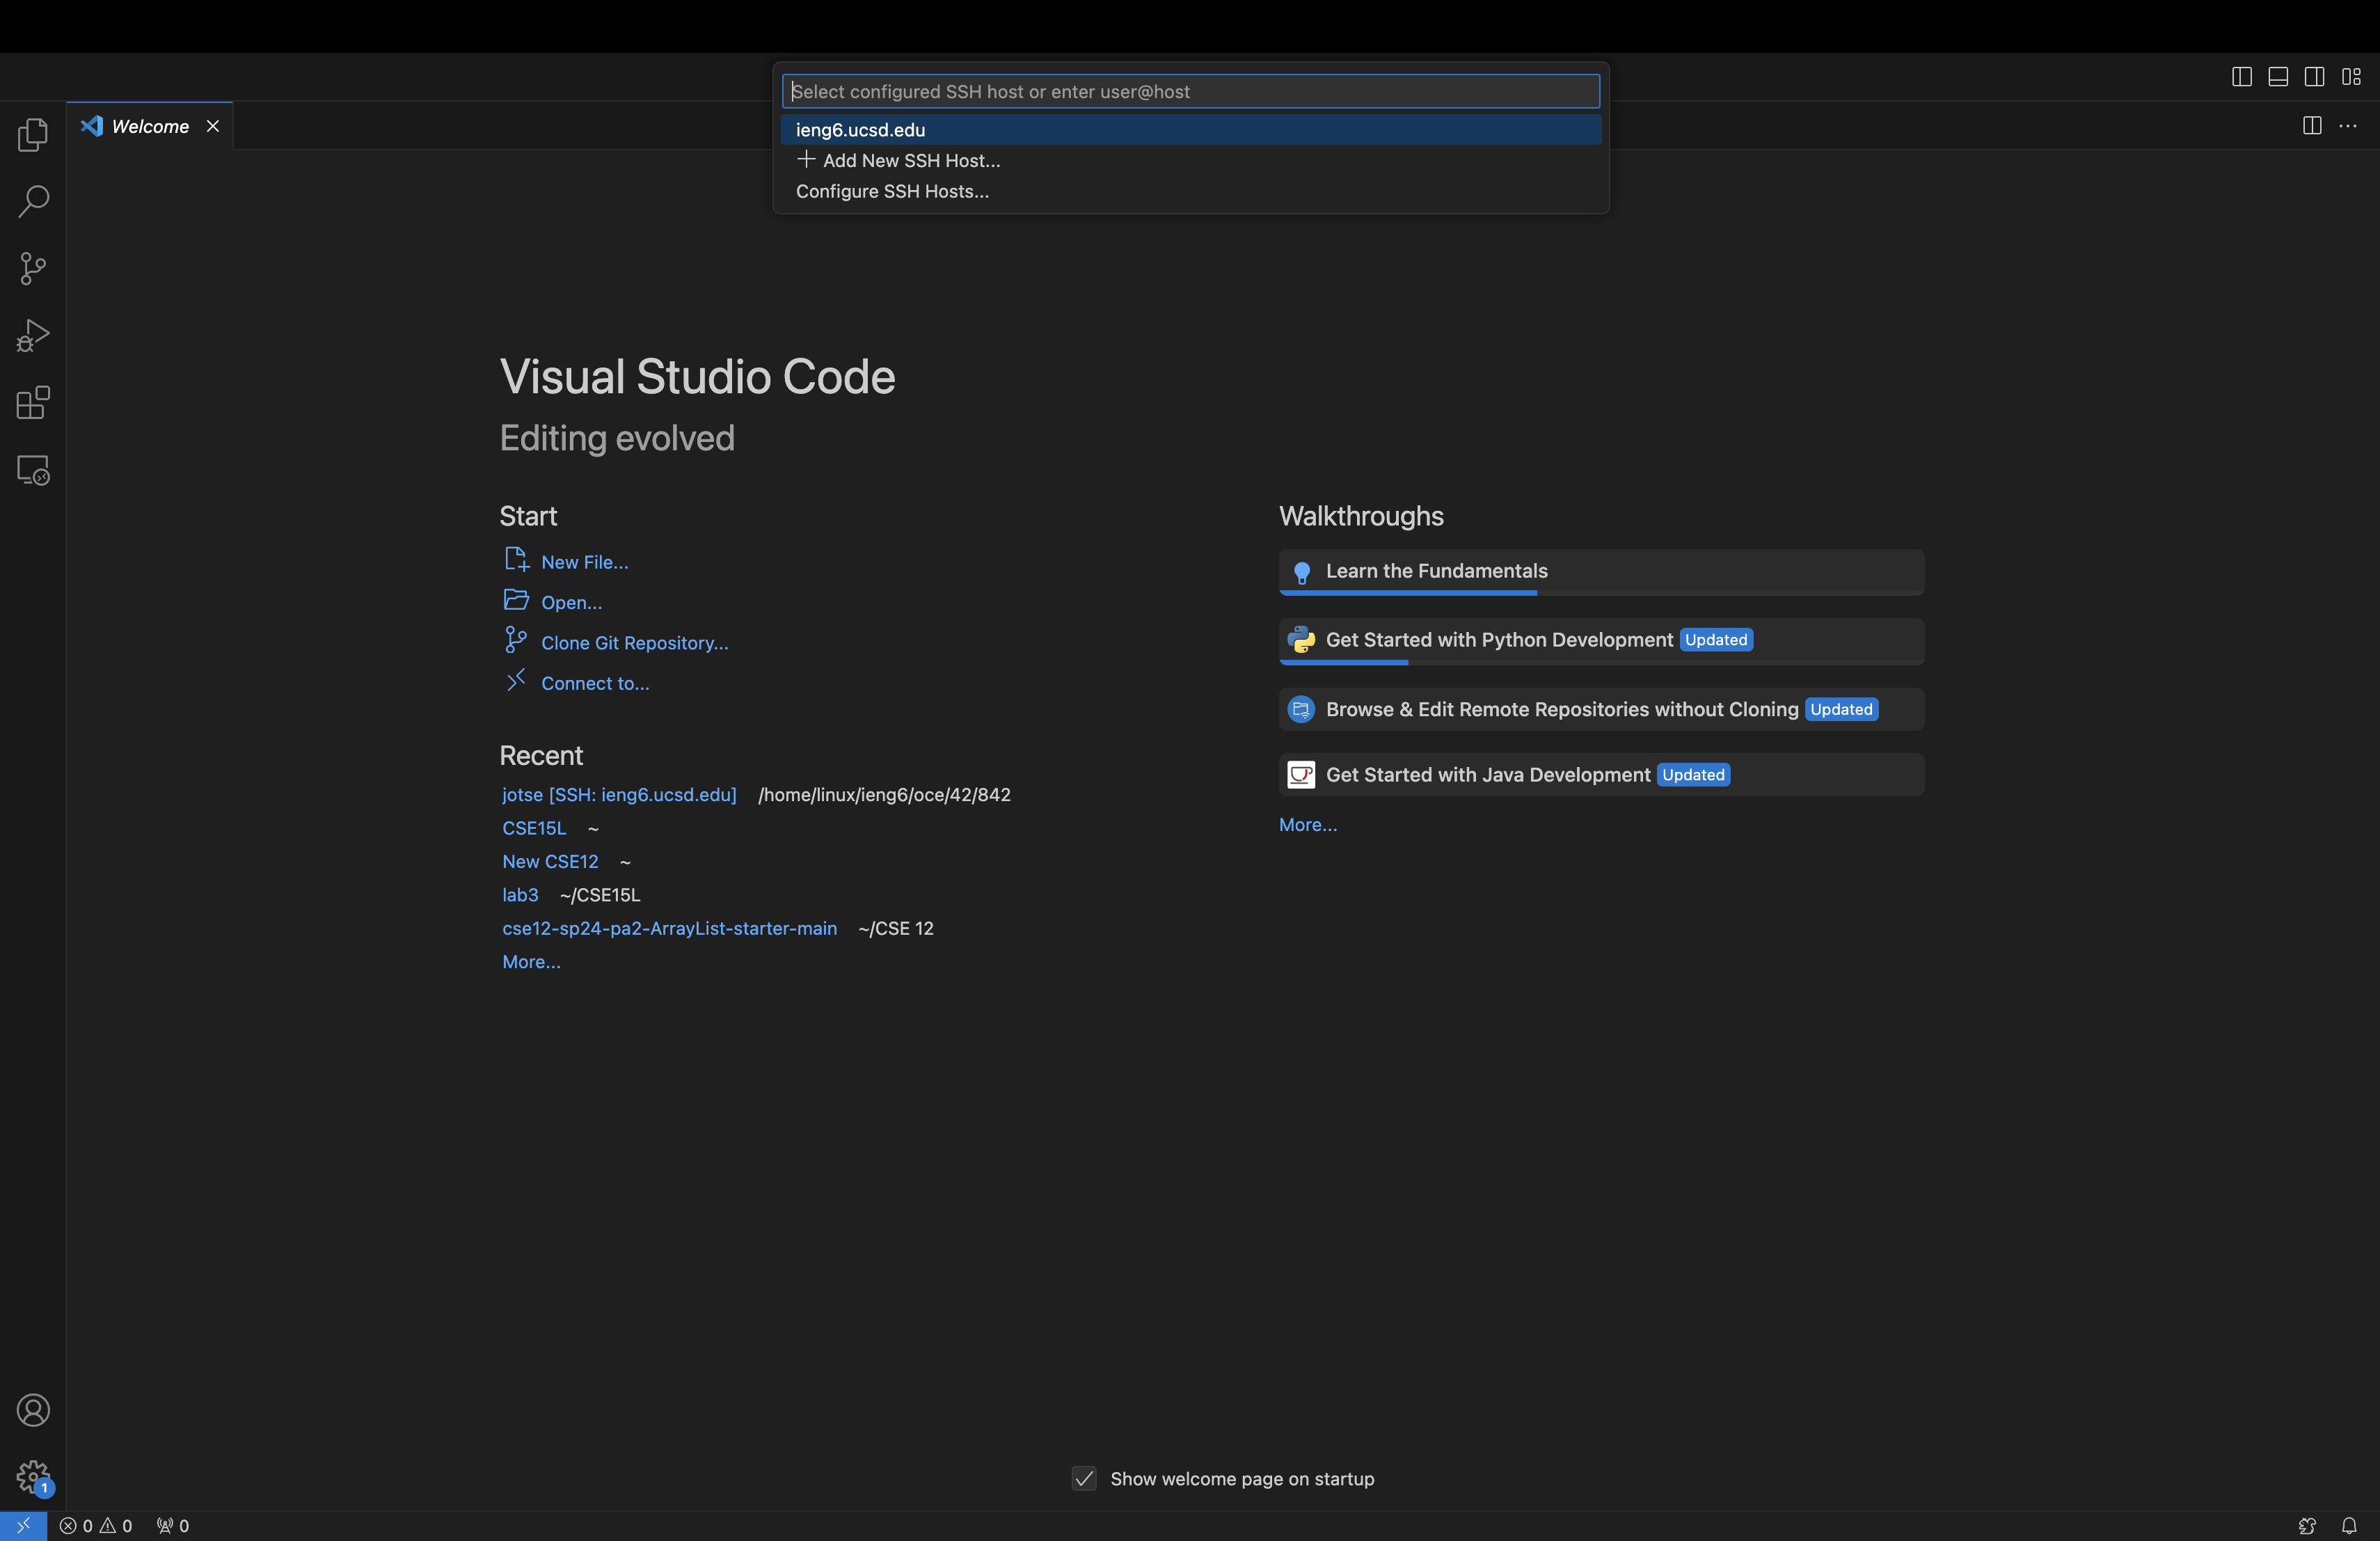 Select configured SSH host or enter user@host
ieng6.ucsd.edu
Add New SSH Host...
Configure SSH Hosts...
Welcome
Visual Studio Code
Editing evolved
Start
New File...
Open...
Clone Git Repository...
Connect to...
Recent
jotse [SSH: ieng6.ucsd.edu] /home/linux/ieng6/oce/42/842
CSE15L ~
New CSE12 ~
lab3 ~/CSE15L
cse12-sp24-pa2-ArrayList-starter-main ~/CSE 12
More...
Walkthroughs
Learn the Fundamentals
Get Started with Python Development Updated
Browse & Edit Remote Repositories without Cloning Updated
Get Started with Java Development Updated
More...
Show welcome page on startup
1
0 0 0